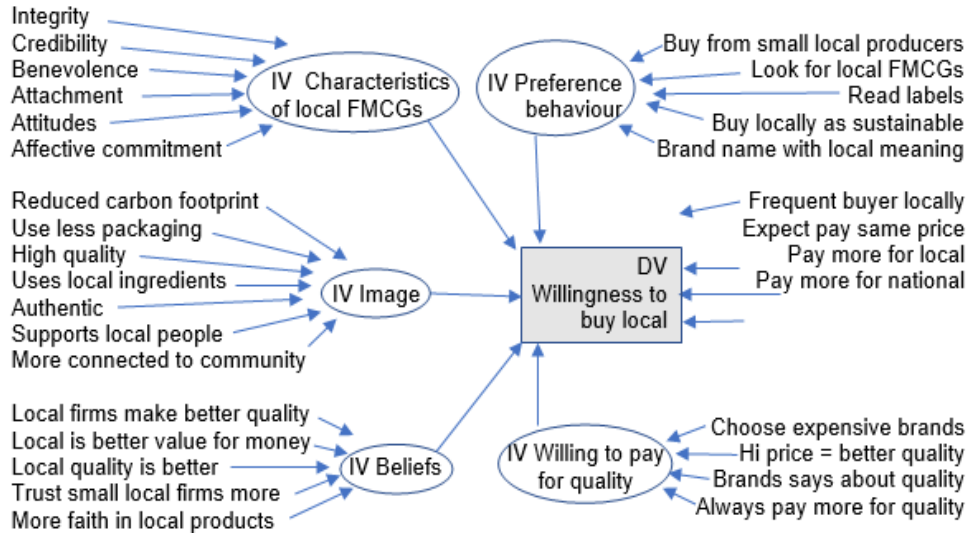 Integrity
Credibility
Benevolence
Attachment
Attitudes
Affective commitment
IV Characteristics
of local FMCGs
IV Preference
behaviour
Buy from small local producers
Look for local FMCGs
Read labels
Buy locally as sustainable
Brand name with local meaning
Reduced carbon footprint
Use less packaging
High quality
Uses local ingredients
Authentic
Supports local people
More connected to community
IV Image
DV
Willingness to
buy local
Frequent buyer locally
Expect pay same price
Pay more for local
Pay more for national
Local firms make better quality
Local is better value for money
Local quality is better
Trust small local firms more
More faith in local products
IV Beliefs
IV Willing to pay
for quality
Choose expensive brands
Hi price = better quality
Brands says about quality
Always pay more for quality